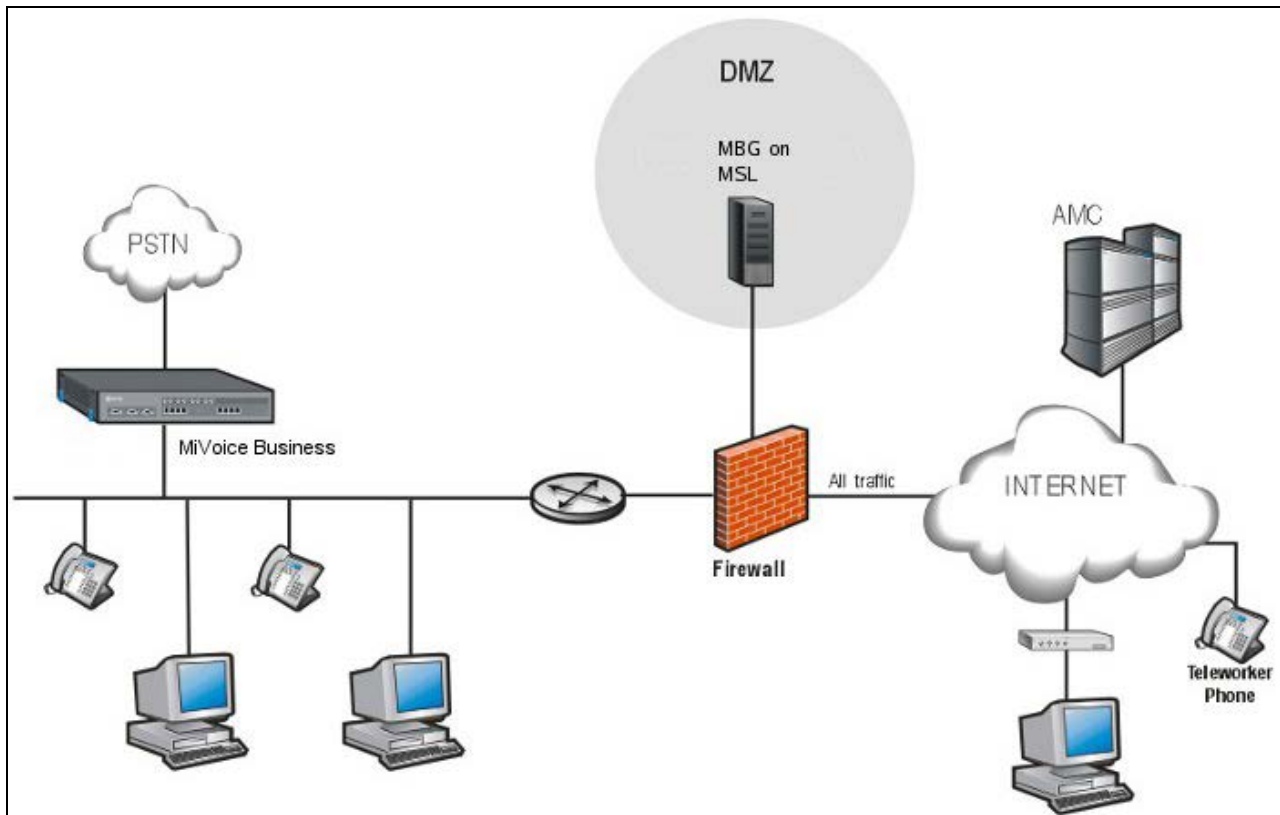 DMZ
MBG on
MSL
PSTN
AMC
MiVoice Business
All traffic
INTERNET
Firewall
Teleworker
Phone